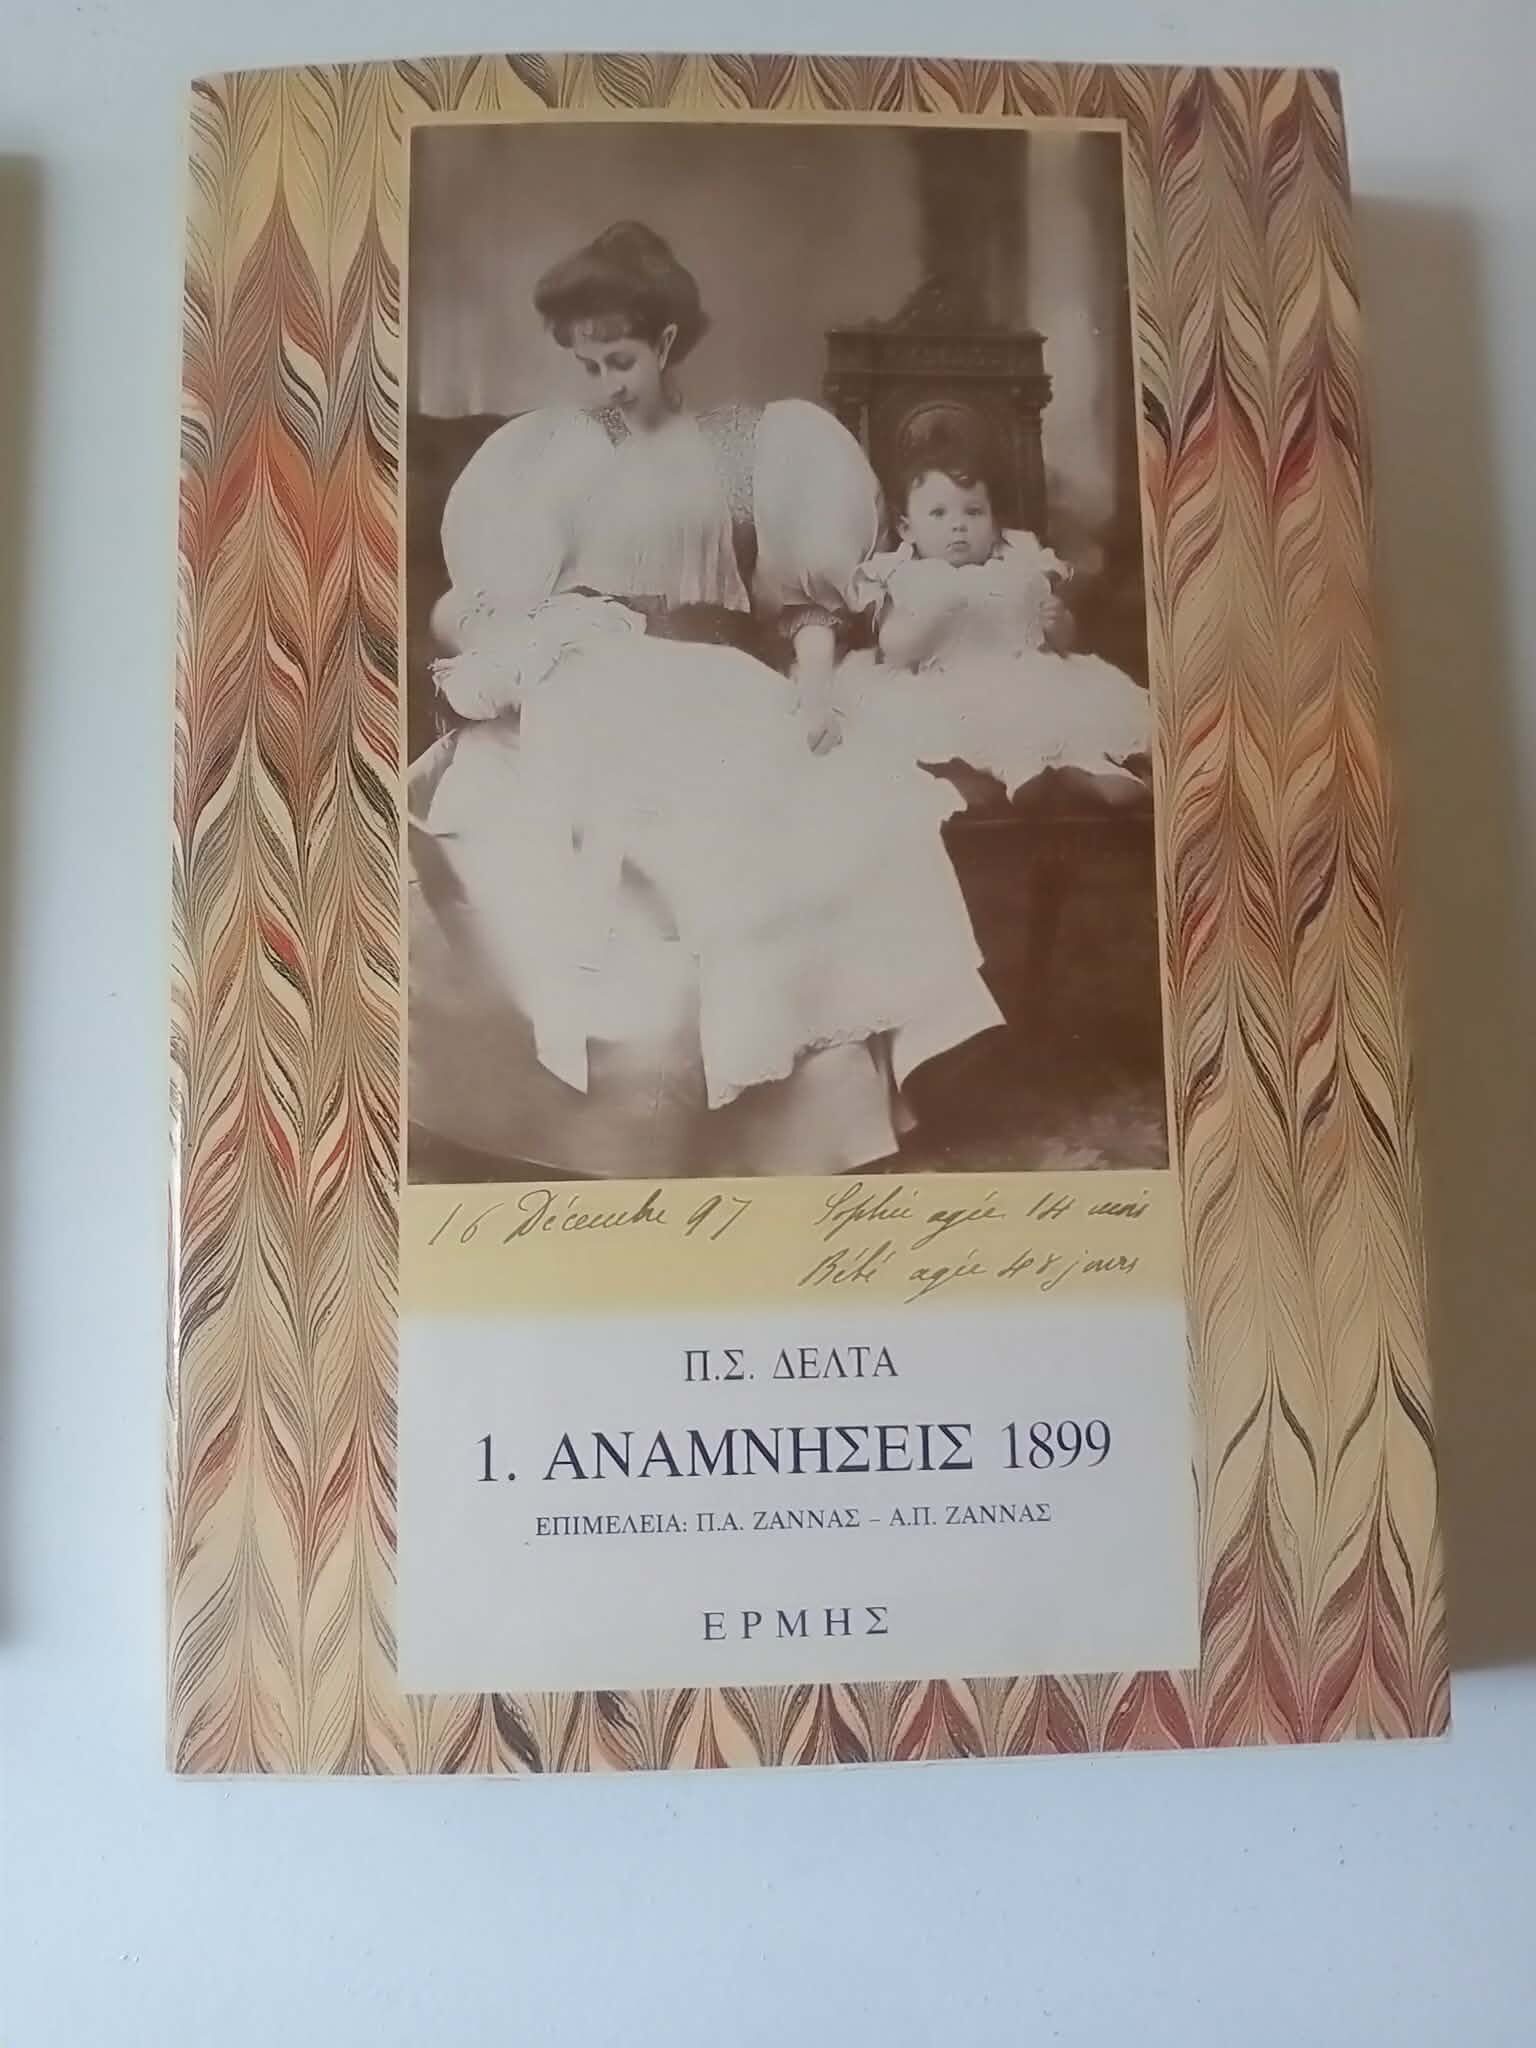 16 Décembre 97 Sophie agée 14 mois
Bébé agée 48 jours
Π.Σ. ΔΕΛΤΑ
1. ΑΝΑΜΝΗΣΕΙΣ 1899
ΕΠΙΜΕΛΕΙΑ: Π.Α. ΖΑΝΝΑΣ – Α.Π. ΖΑΝΝΑΣ
ΕΡΜΗΣ